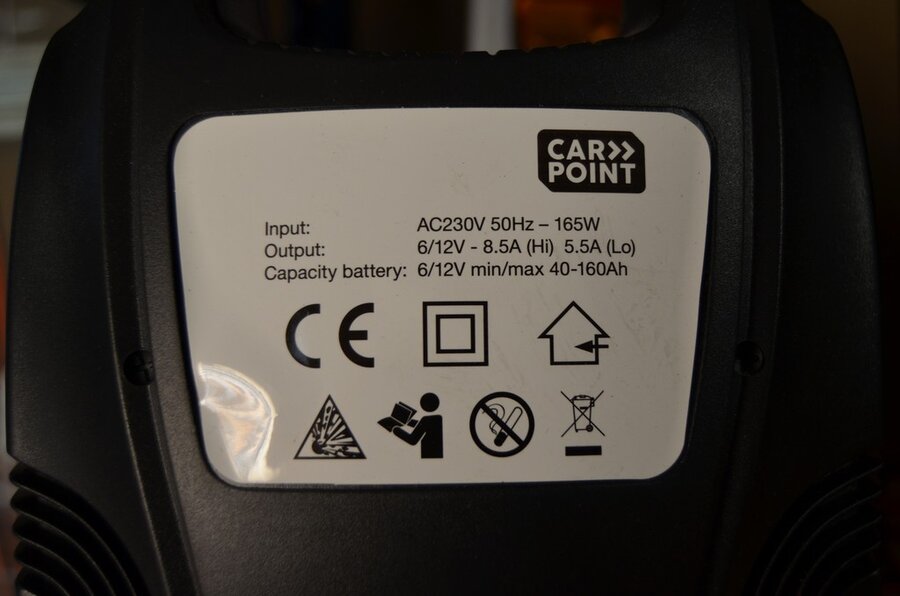 CAR
POINT
Input: AC230V 50Hz – 165W
Output: 6/12V - 8.5A (Hi) 5.5A (Lo)
Capacity battery: 6/12V min/max 40-160Ah
CE